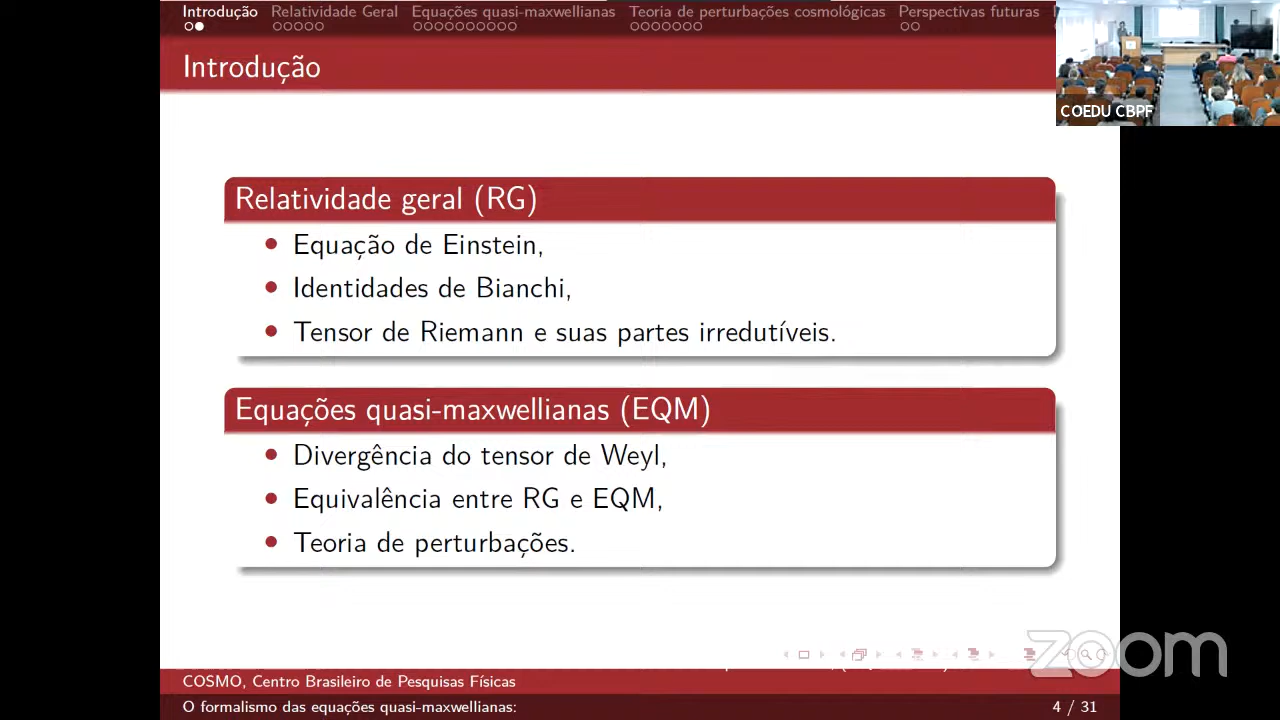 Introdução Relatividade Geral Equações quasi-maxwellianas Teoria de perturbações cosmológicas Perspectivas futuras
Introdução
COEDU CBPF
Relatividade geral (RG)
Equação de Einstein,
Identidades de Bianchi,
Tensor de Riemann e suas partes irredutíveis.
Equações quasi-maxwellianas (EQM)
Divergência do tensor de Weyl,
Equivalência entre RG e EQM,
Teoria de perturbações.
zoom
COSMO, Centro Brasileiro de Pesquisas Físicas
O formalismo das equações quasi-maxwellianas: 4 / 31